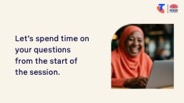 Let's spend time on
your questions
from the start of
the session.